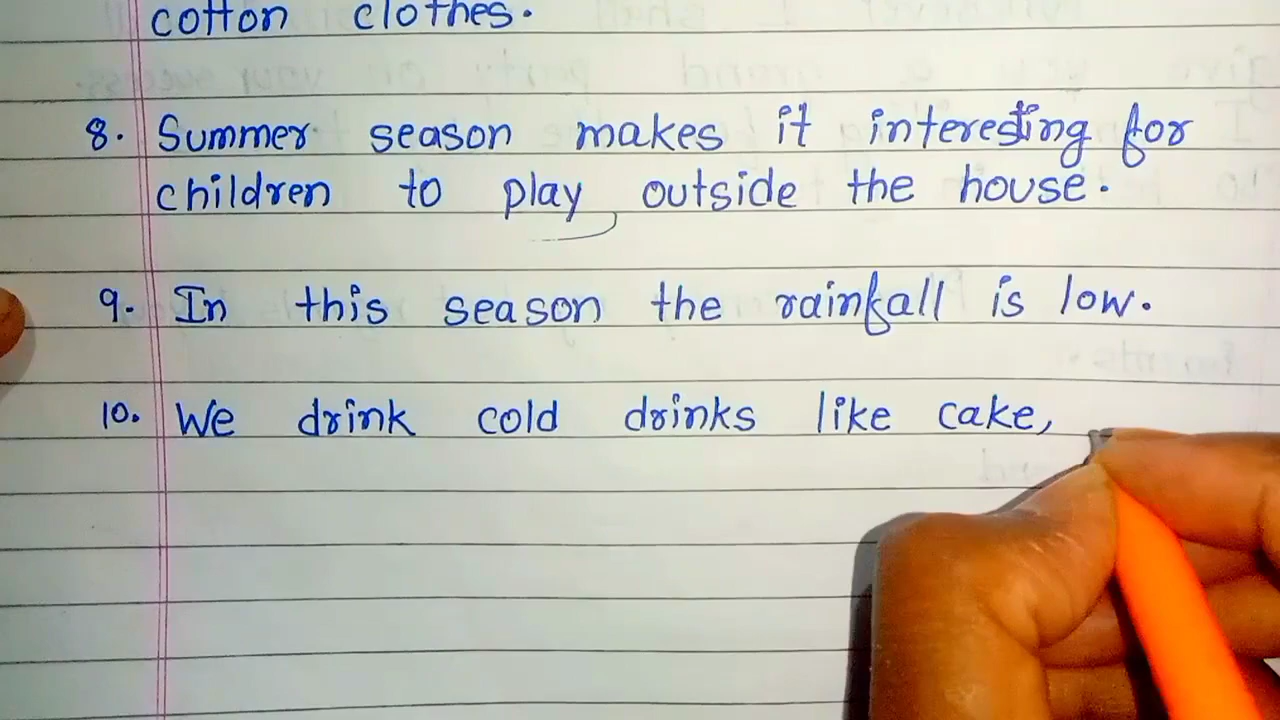 cotton clothes.
8. Summer season makes it interesting for
children to play outside the house.
9. In this season the rainfall is low.
10. We drink cold drinks like cake,